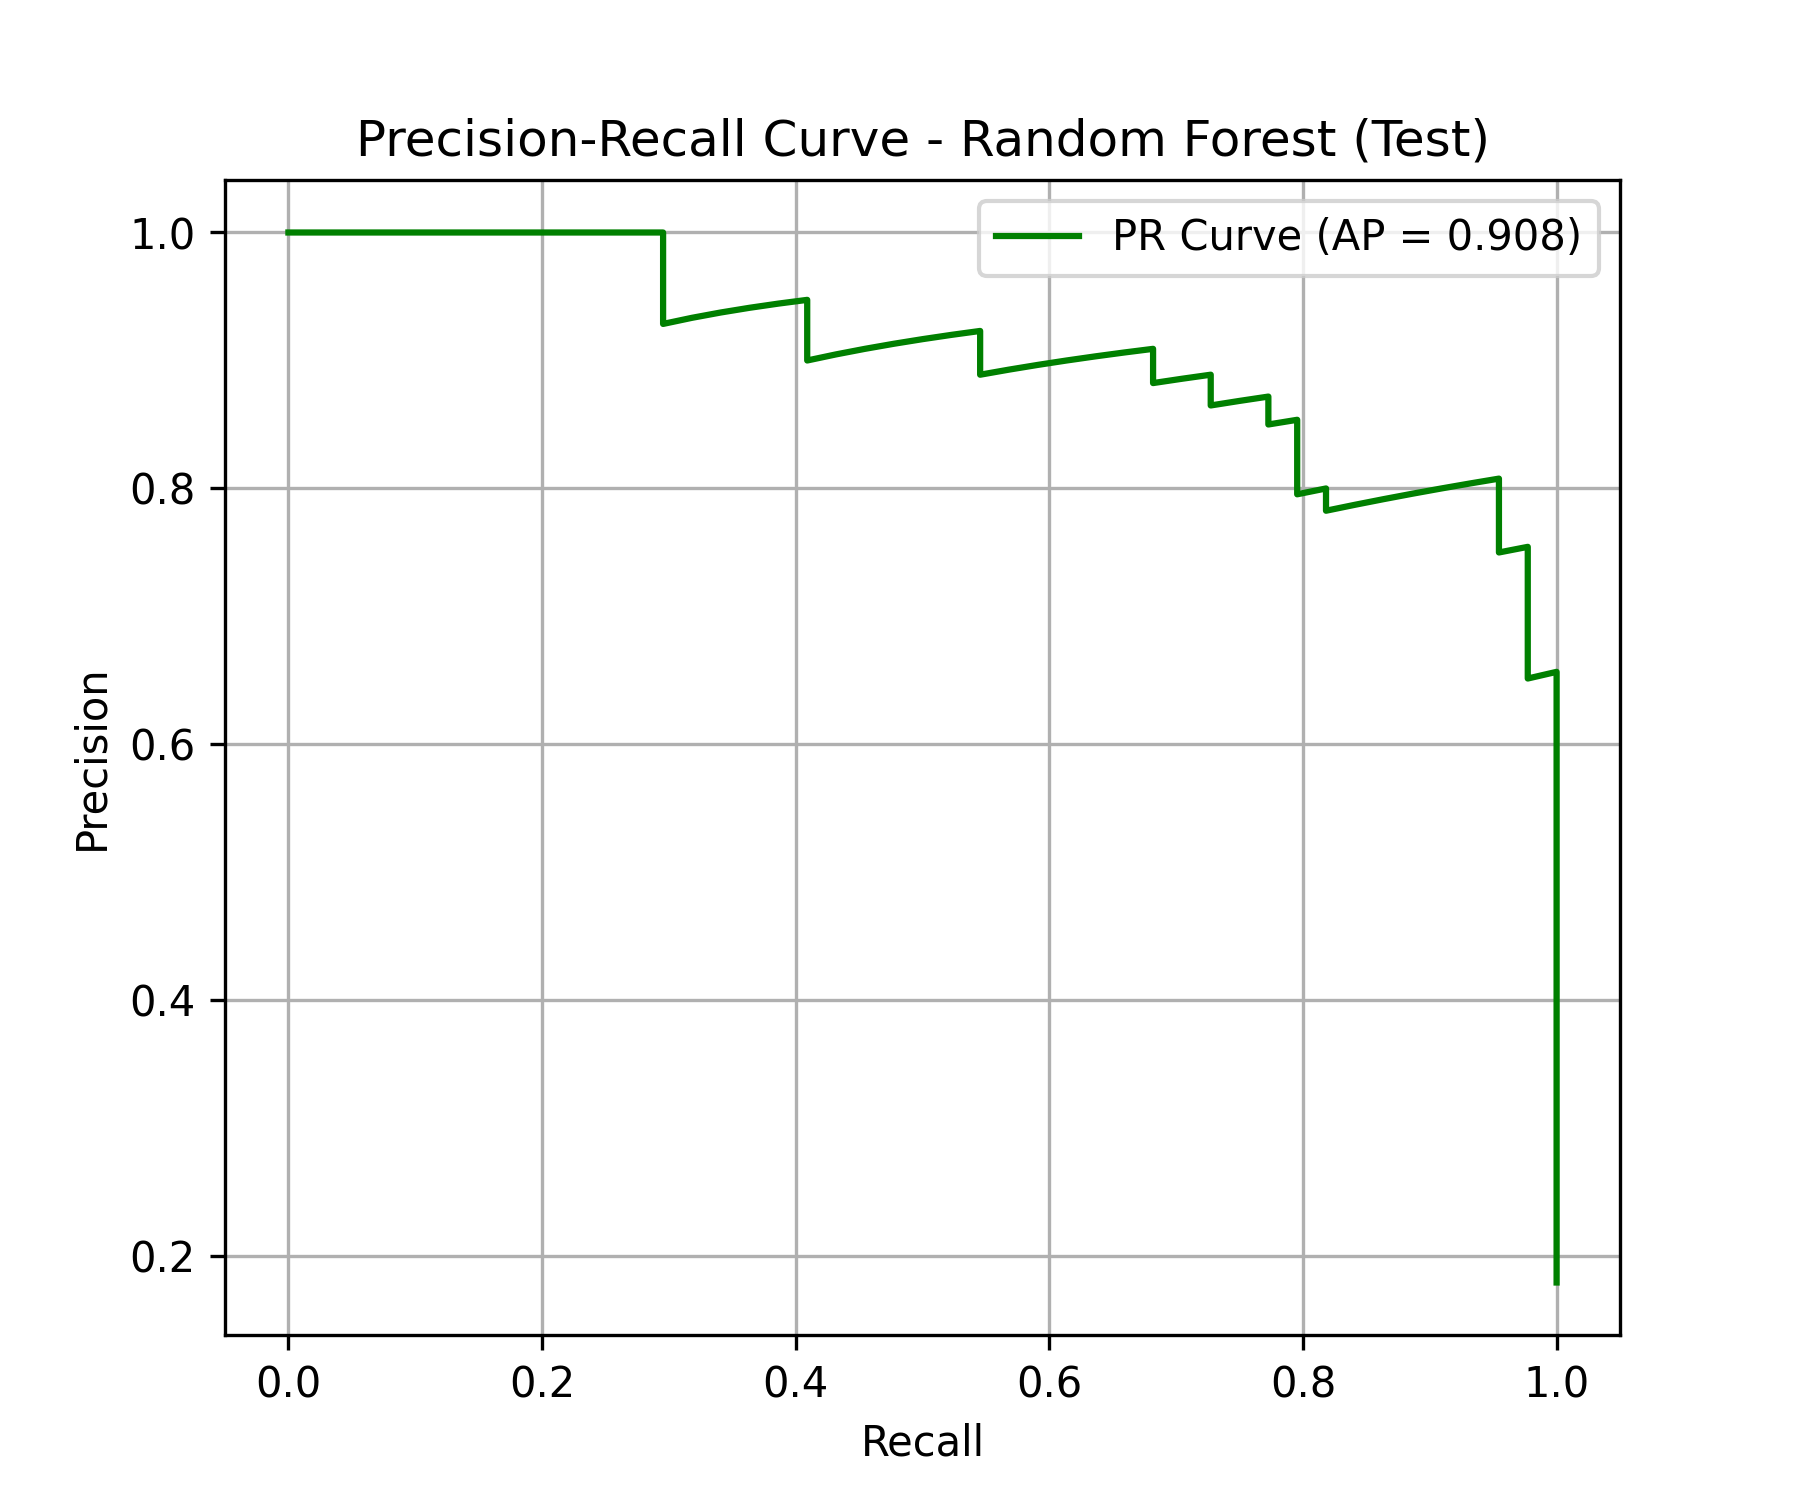 Precision-Recall Curve - Random Forest (Test)
PR Curve (AP = 0.908)
1.0
0.8
0.6
0.4
0.2
Precision
0.0 0.2 0.4 0.6 0.8 1.0
Recall